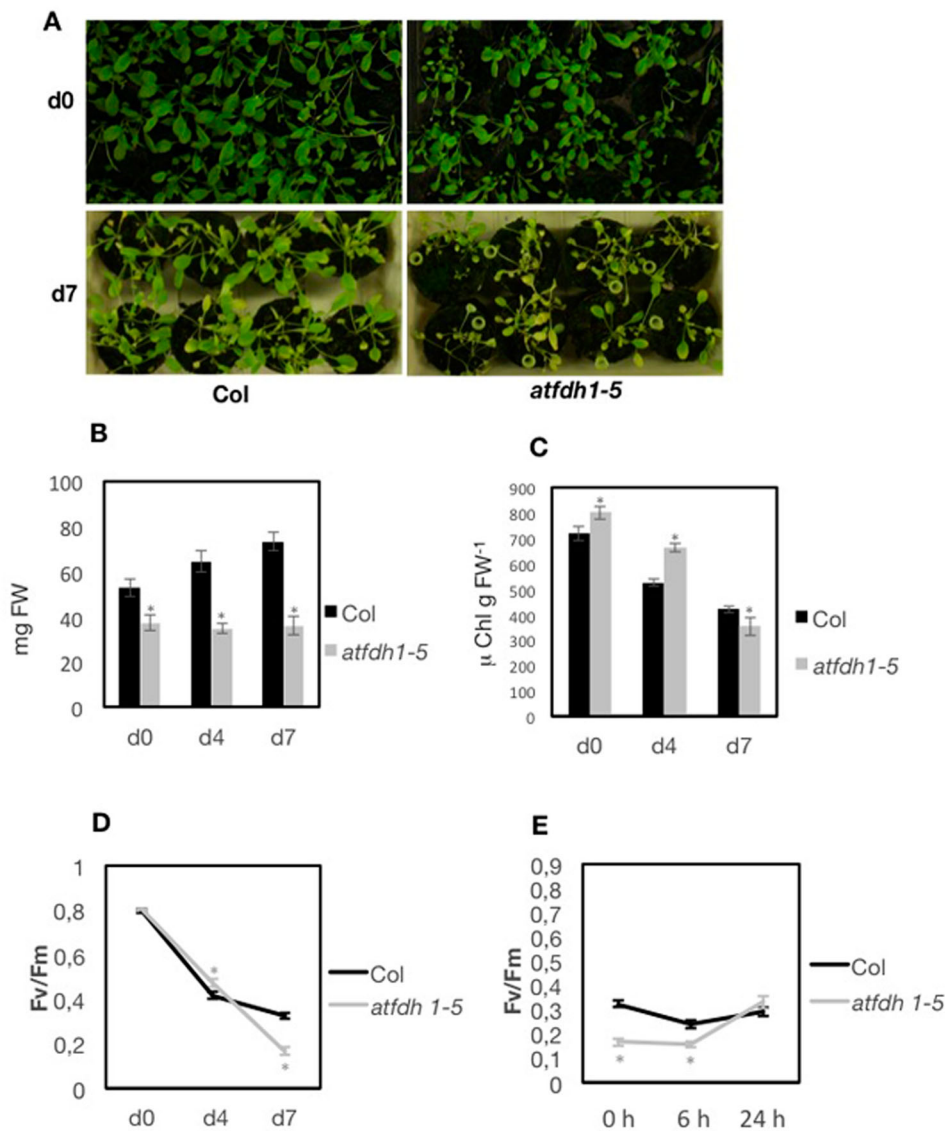 A
d0
d7
Col
atfdh1-5
B
100
80
60
40
20
0
mg FW
d0 d4 d7
Col
atfdh1-5
C
900
800
700
600
500
400
300
200
100
0
µ Chl g FW-1
d0 d4 d7
Col
atfdh1-5
D
1
0,8
0,6
0,4
0,2
0
Fv/Fm
d0 d4 d7
Col
atfdh 1-5
E
0,9
0,8
0,7
0,6
0,5
0,4
0,3
0,2
0,1
0
Fv/Fm
0 h 6 h 24 h
Col
atfdh 1-5